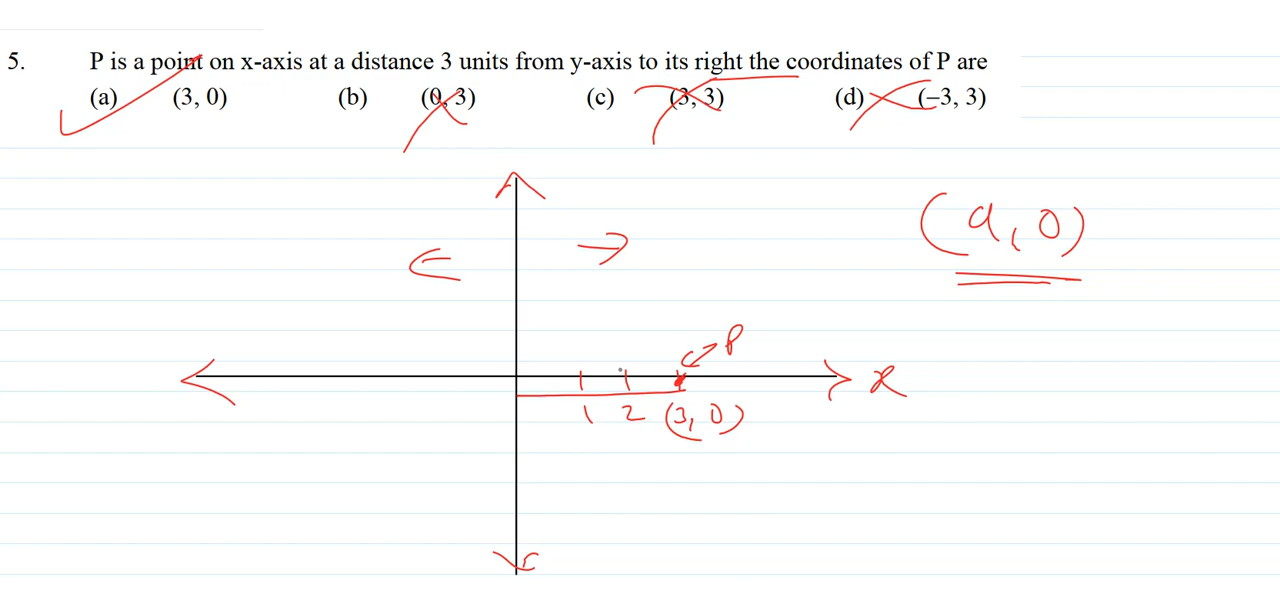 5. P is a point on x-axis at a distance 3 units from y-axis to its right the coordinates of P are
(a) (3, 0) (b) (0, 3) (c) (3, 3) (d) (–3, 3)
(a, 0)
P
x
1 2 (3, 0)